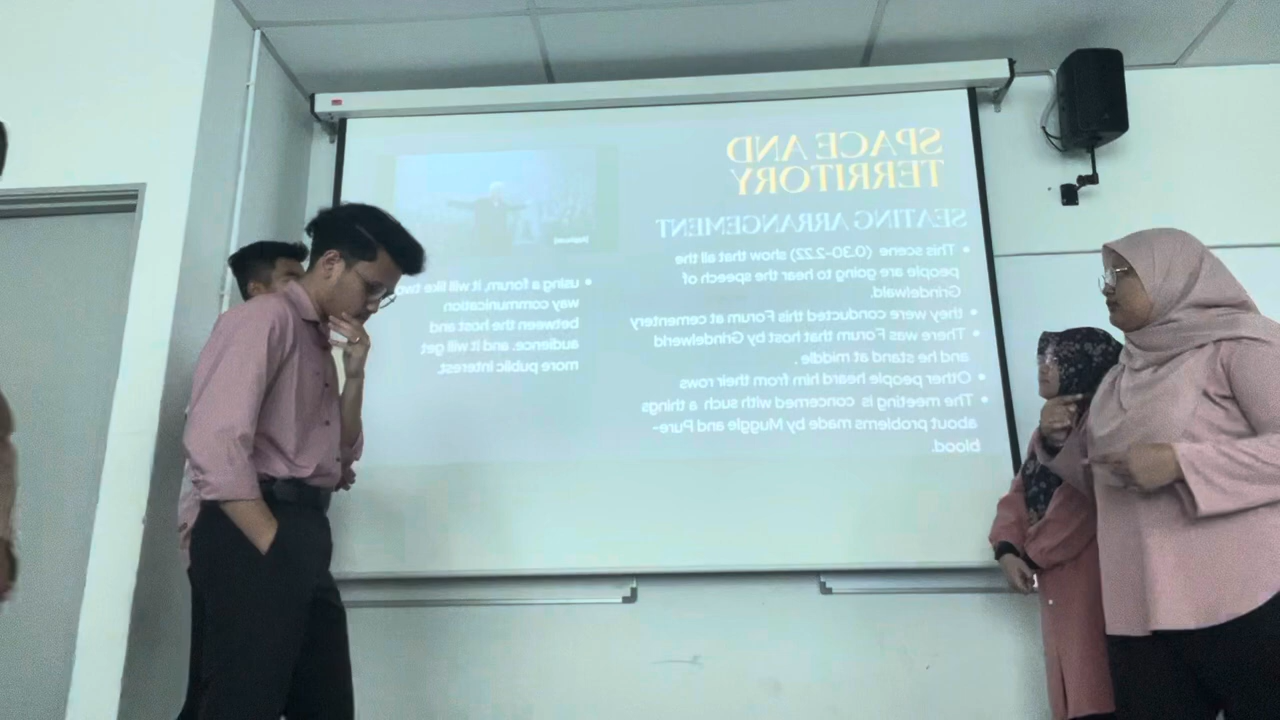 SPACE AND
TERRITORY
SEATING ARRANGEMENT
• This scene (0.30-2.22) show that the all
people are going to hear the speech of
Grindelwald.
• they were conducted this Forum at cementery
• There was Forum that host by Grindelwerld
and he stand at middle .
• Other people heard him from their rows
• The meeting is concerned with such a things
about problems made by Muggle and Pure-
blood.
• using a forum, it will like two
way communication
between the host and
audience. and it will get
more public interest.